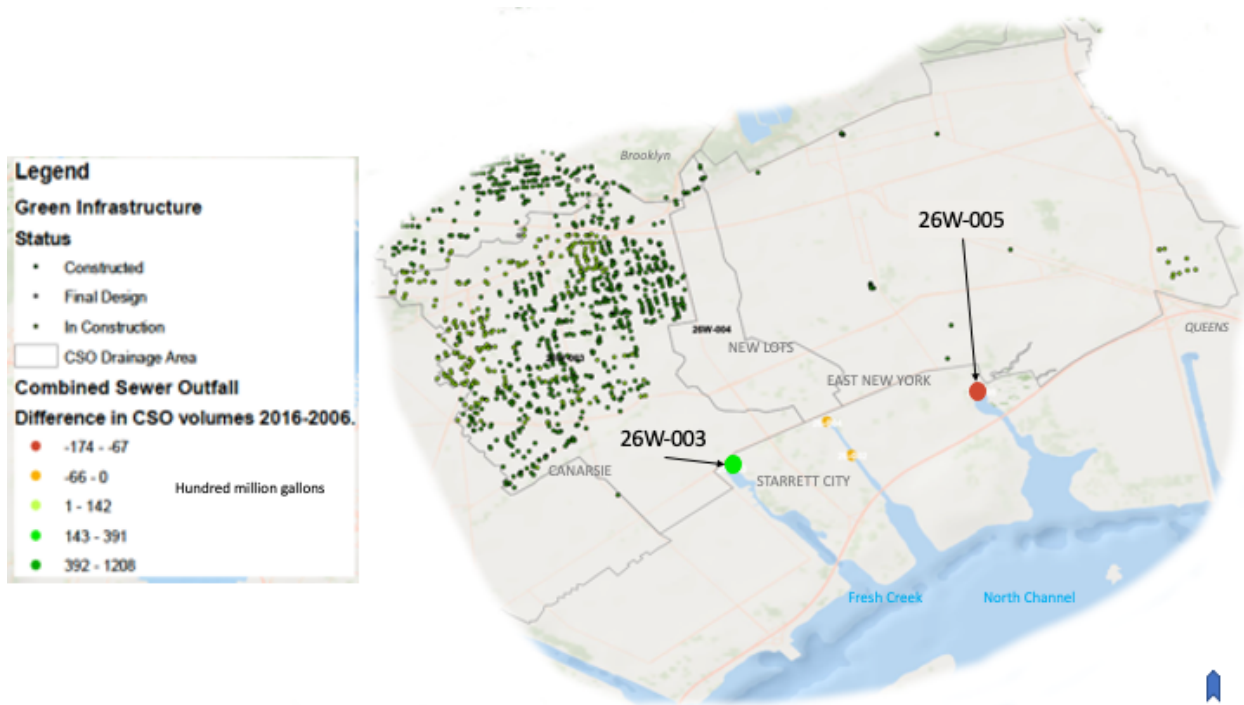 Legend
Green Infrastructure
Status
Constructed
Final Design
In Construction
CSO Drainage Area
Combined Sewer Outfall
Difference in CSO volumes 2016-2006.
-174 - -67
-66 - 0
1 - 142
143 - 391
392 - 1208
Hundred million gallons
Brooklyn
26W-005
QUEENS
26W-004
NEW LOTS
EAST NEW YORK
26W-003
CANARSIE
STARRETT CITY
Fresh Creek
North Channel